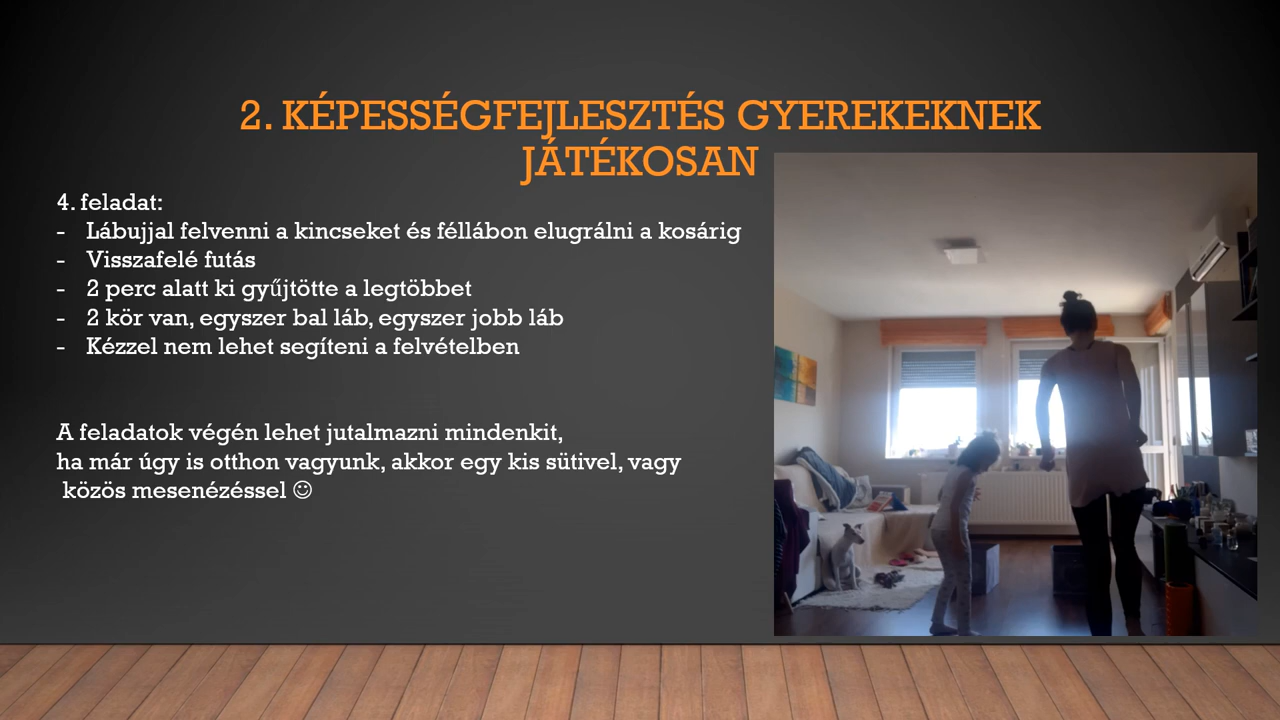 2. KÉPESSÉGFEJLESZTÉS GYEREKEKNEK
JÁTÉKOSAN
4. feladat:
- Lábujjal felvenni a kincseket és féllábon elugrálni a kosárig
- Visszafelé futás
- 2 perc alatt ki gyűjtötte a legtöbbet
- 2 kör van, egyszer bal láb, egyszer jobb láb
- Kézzel nem lehet segíteni a felvételben
A feladatok végén lehet jutalmazni mindenkit,
ha már úgy is otthon vagyunk, akkor egy kis sütivel, vagy
közös mesenézéssel ☺